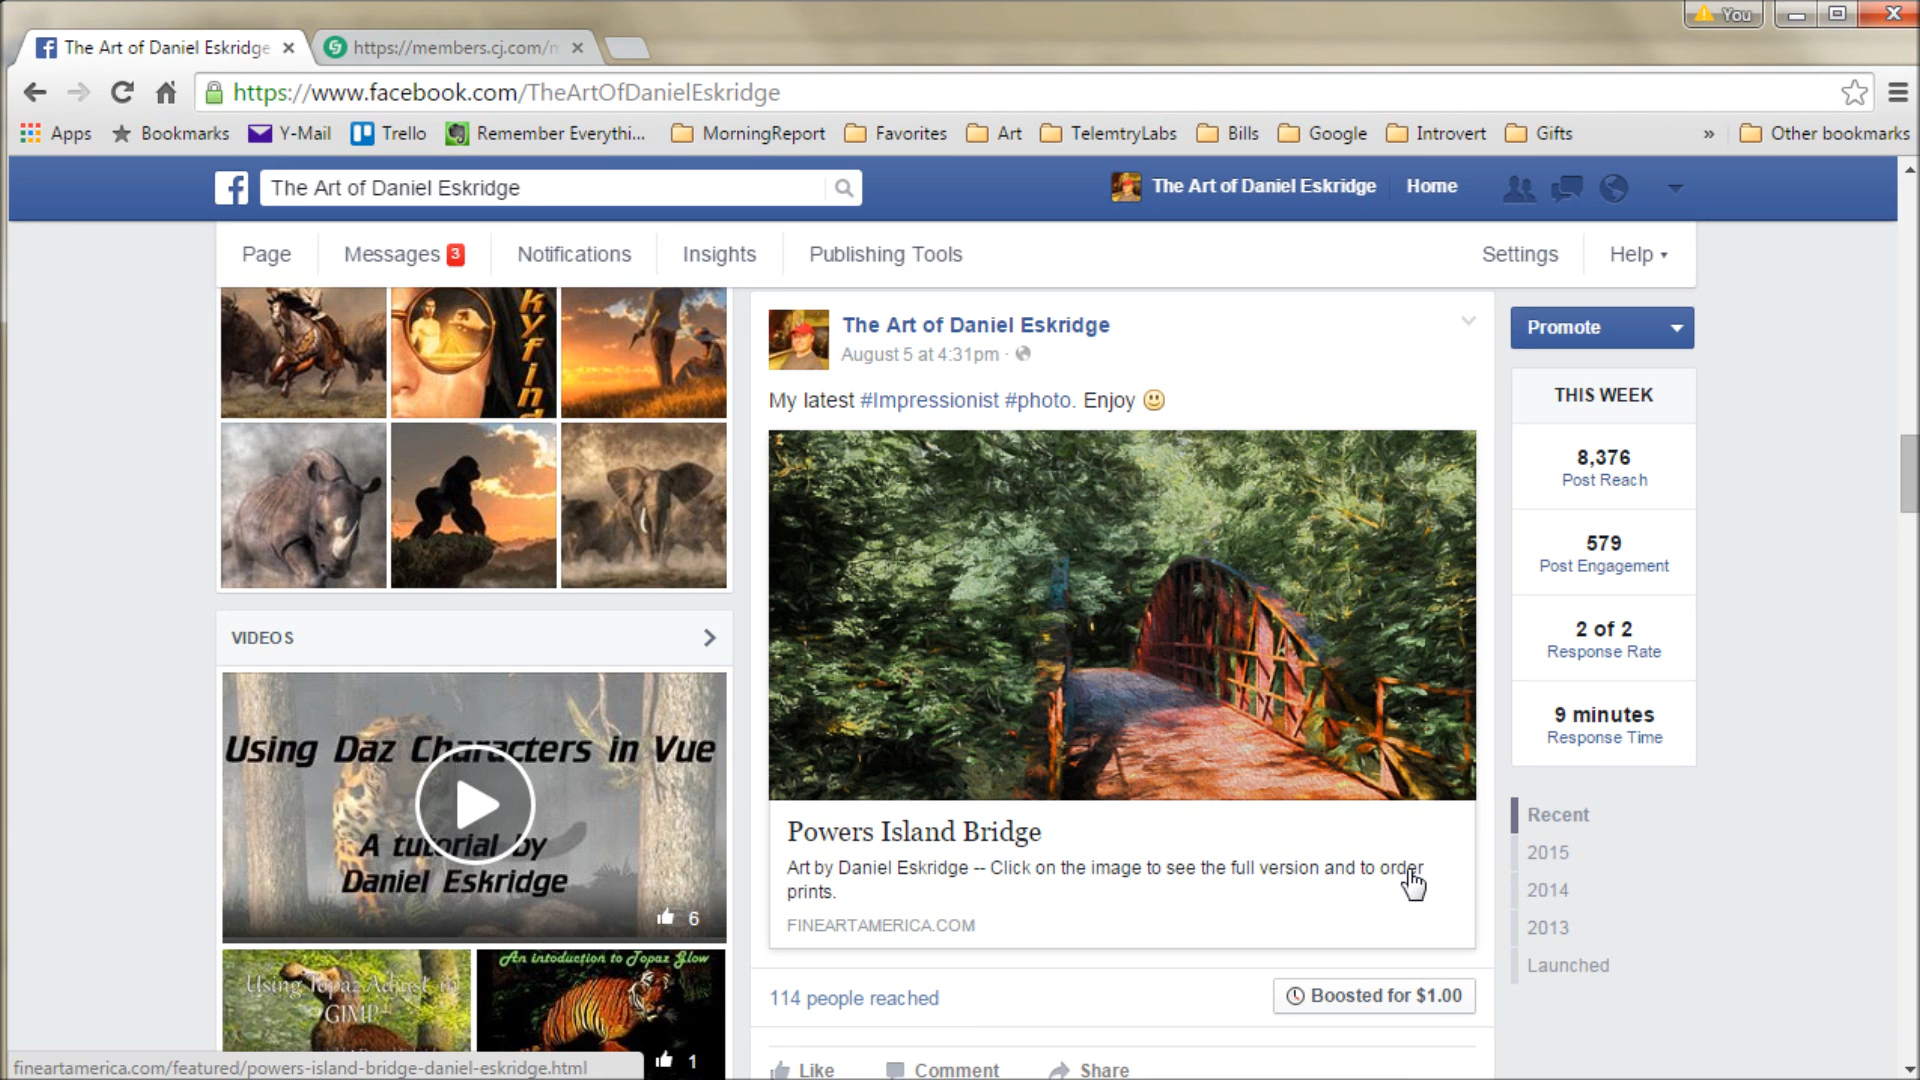 You
The Art of Daniel Eskridge
https://members.cj.com/m
https://www.facebook.com/TheArtOfDanielEskridge
Apps
Bookmarks
Y-Mail
Trello
Remember Everythi...
MorningReport
Favorites
Art
TelemtryLabs
Bills
Google
Introvert
Gifts
»
Other bookmarks
The Art of Daniel Eskridge
The Art of Daniel Eskridge
Home
Page
Messages 3
Notifications
Insights
Publishing Tools
Settings
Help
kyfind
VIDEOS
Using Daz Characters in Vue
A tutorial by
Daniel Eskridge
6
Using Topaz Adjust in
GIMP
An intoduction to Topaz Glow
1
The Art of Daniel Eskridge
August 5 at 4:31pm ·
My latest #Impressionist #photo. Enjoy
Powers Island Bridge
Art by Daniel Eskridge -- Click on the image to see the full version and to order
prints.
FINEARTAMERICA.COM
114 people reached
Boosted for $1.00
Like
Comment
Share
Promote
THIS WEEK
8,376
Post Reach
579
Post Engagement
2 of 2
Response Rate
9 minutes
Response Time
Recent
2015
2014
2013
Launched
fineartamerica.com/featured/powers-island-bridge-daniel-eskridge.html